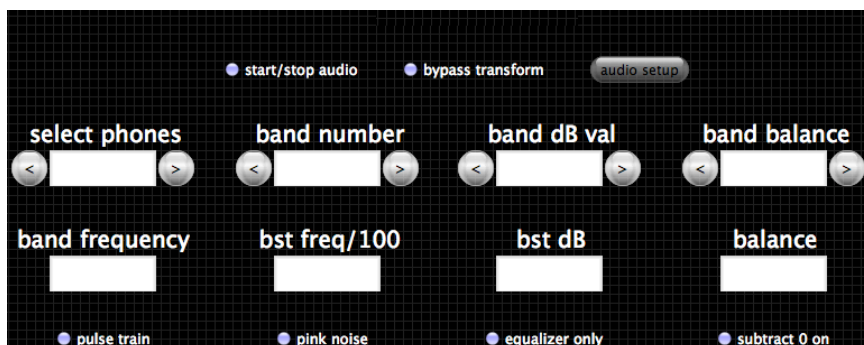 start/stop audio bypass transform audio setup
select phones band number band dB val band balance
< > < > < > < >
band frequency bst freq/100 bst dB balance
pulse train pink noise equalizer only subtract 0 on